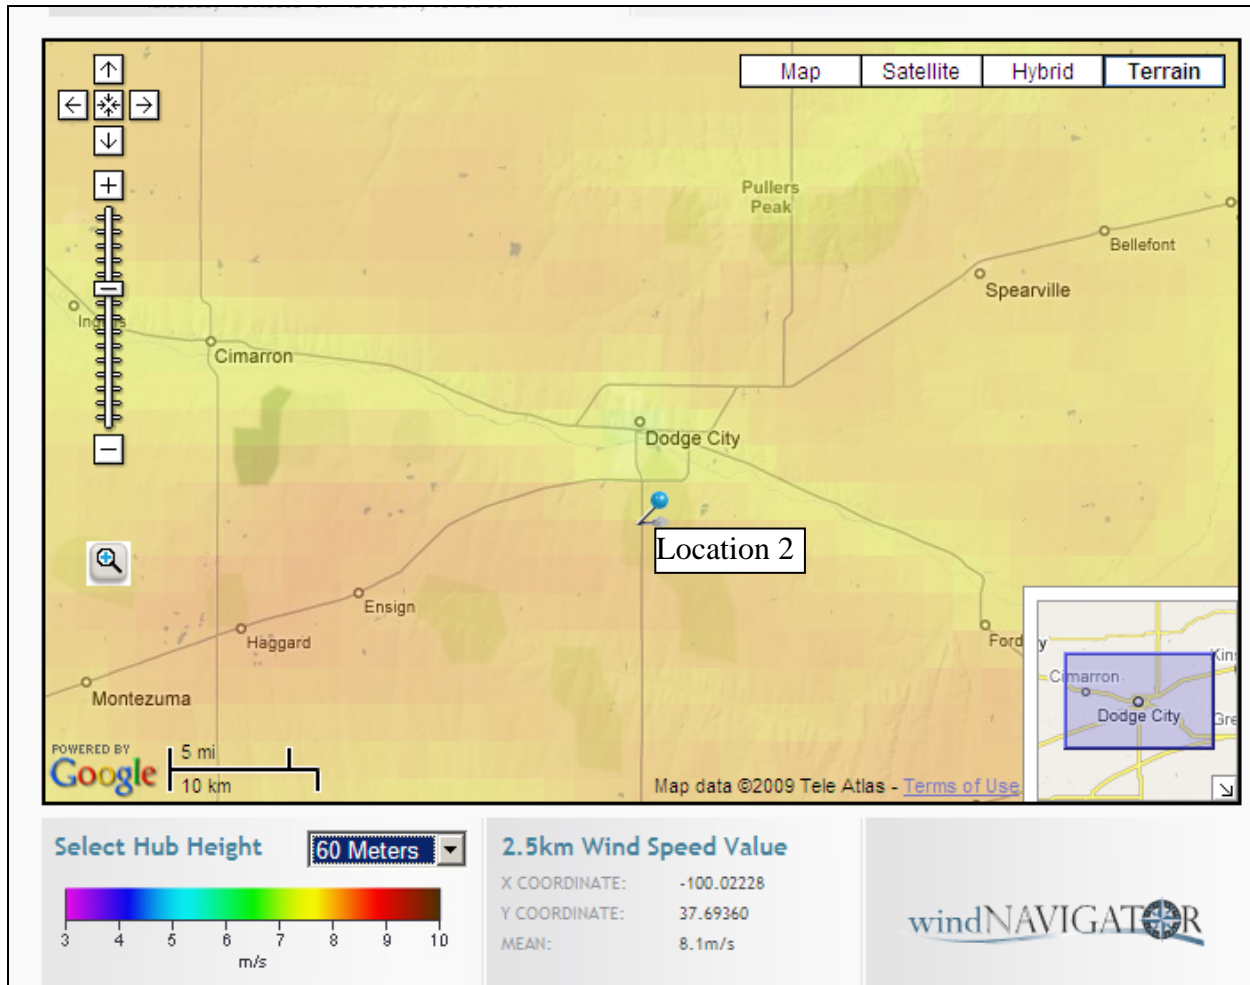 Map
Satellite
Hybrid
Terrain
Pullers
Peak
Bellefont
Spearville
Cimarron
Dodge City
Location 2
Ensign
Haggard
Montezuma
Ford
y
Cimarron
Dodge City
Kin
Gre
POWERED BY
Google
5 mi
10 km
Map data ©2009 Tele Atlas - Terms of Use
Select Hub Height
60 Meters
3 4 5 6 7 8 9 10
m/s
2.5km Wind Speed Value
X COORDINATE: -100.02228
Y COORDINATE: 37.69360
MEAN: 8.1m/s
windNAVIGATOR